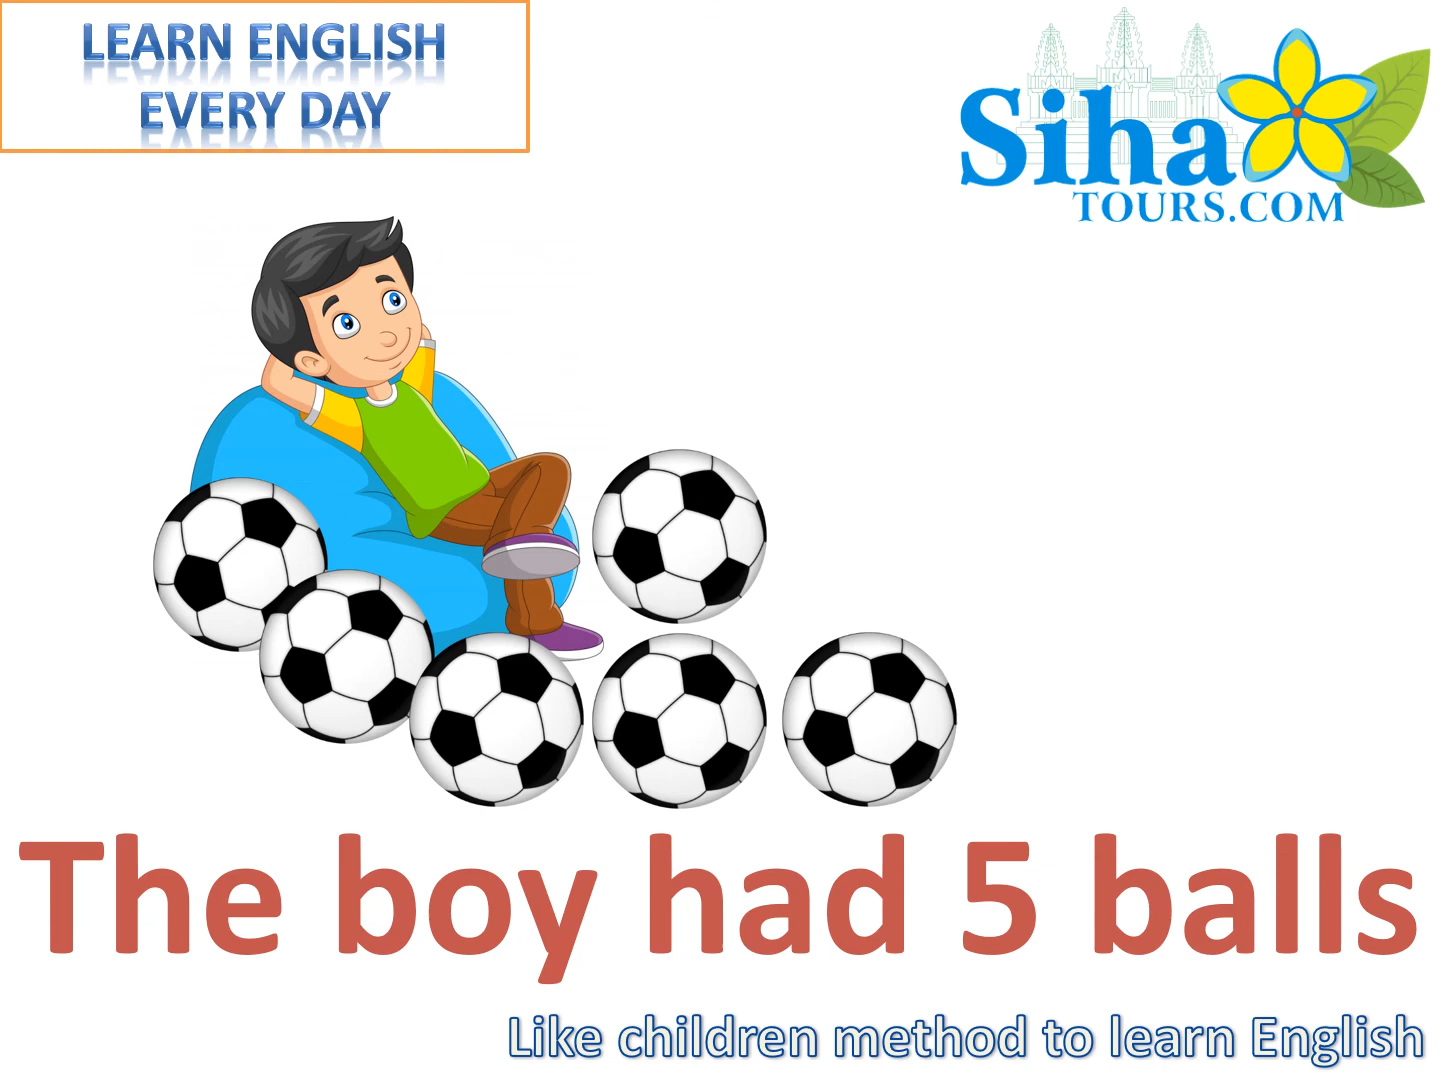 LEARN ENGLISH
EVERY DAY
Siha
TOURS.COM
The boy had 5 balls
Like children method to learn English